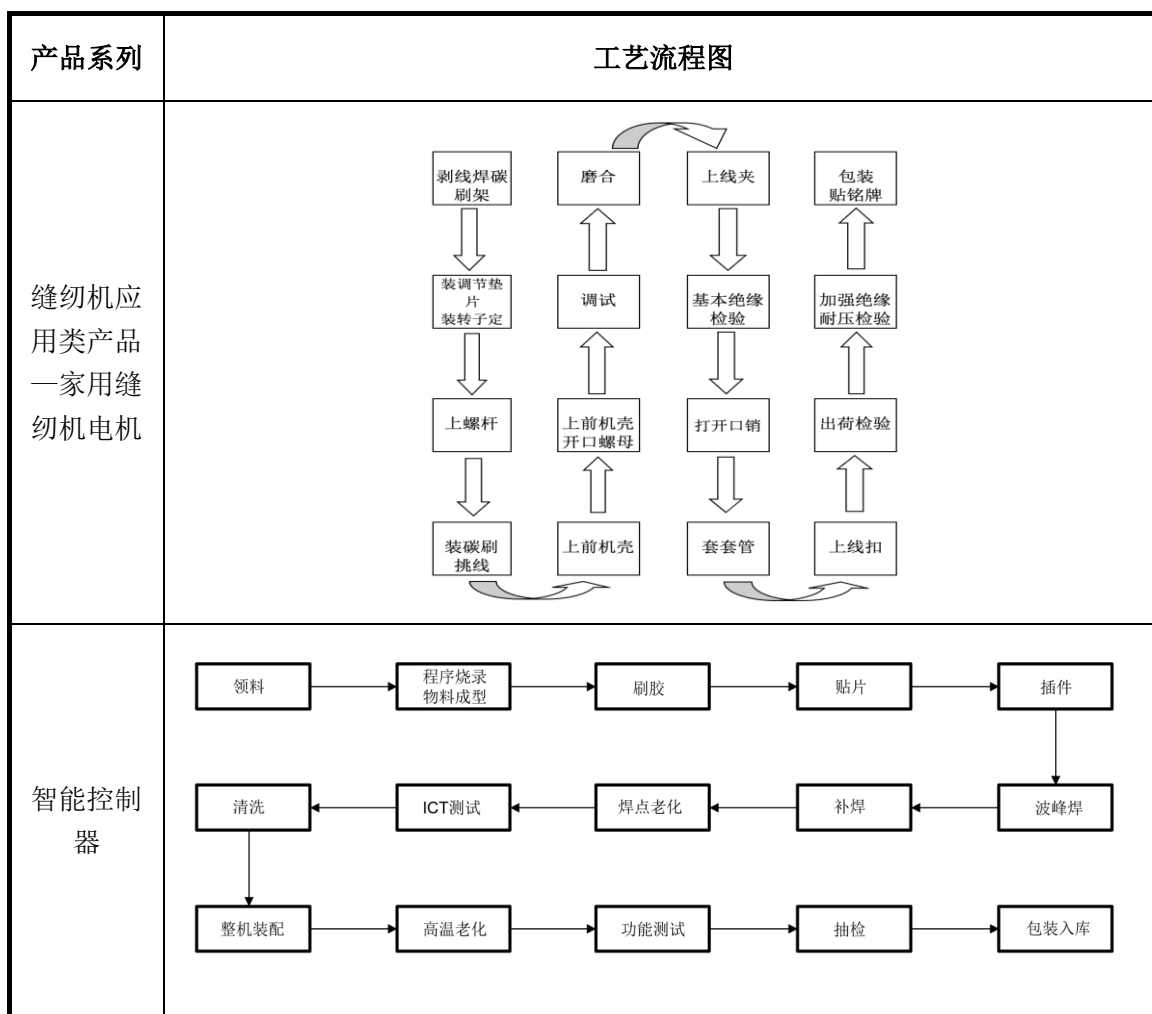 产品系列
工艺流程图
缝纫机应
用类产品
—家用缝
纫机电机
剥线焊碳
刷架
装调节垫
片
装转子定
上螺杆
装碳刷
挑线
上前机壳
上前机壳
开口螺母
调试
磨合
上线夹
基本绝缘
检验
打开口销
套套管
上线扣
出荷检验
加强绝缘
耐压检验
包装
贴铭牌
智能控制
器
领料
程序烧录
物料成型
刷胶
贴片
插件
波峰焊
补焊
焊点老化
ICT测试
清洗
整机装配
高温老化
功能测试
抽检
包装入库